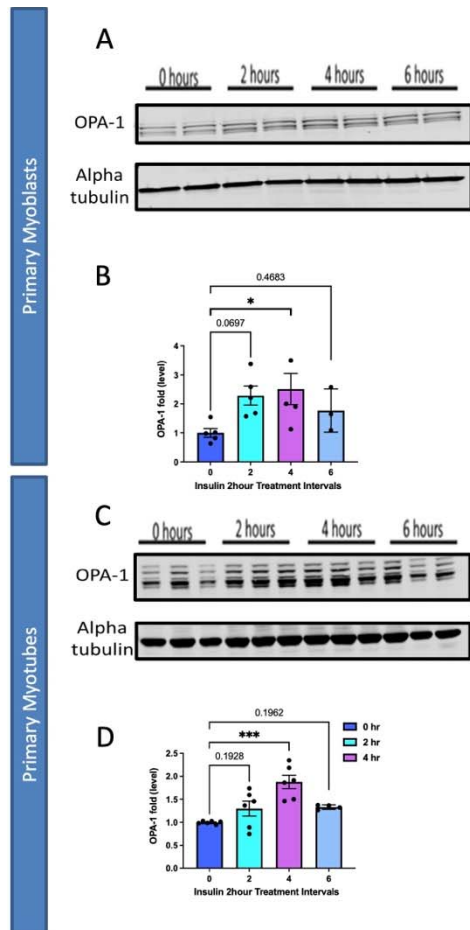 Primary Myoblasts
A
0 hours 2 hours 4 hours 6 hours
OPA-1
Alpha
tubulin
B
0.4683
*
0.0697
OPA-1 fold (level)
4
3
2
1
0
0 2 4 6
Insulin 2hour Treatment Intervals
Primary Myotubes
C
0 hours 2 hours 4 hours 6 hours
OPA-1
Alpha
tubulin
D
0.1962
***
0.1928
0 hr
2 hr
4 hr
OPA-1 fold (level)
2.5
2.0
1.5
1.0
0.5
0.0
0 2 4 6
Insulin 2hour Treatment Intervals